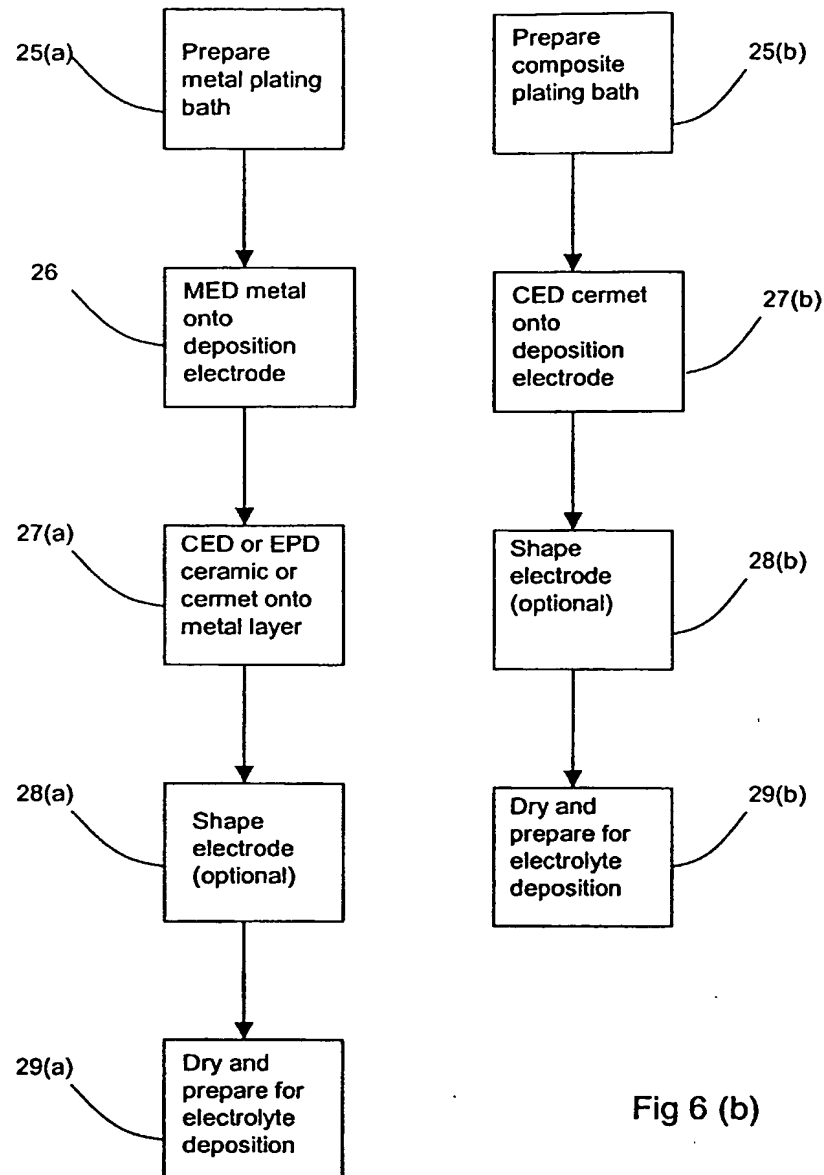 25(a)
Prepare
metal plating
bath
26
MED metal
onto
deposition
electrode
27(a)
CED or EPD
ceramic or
cermet onto
metal layer
28(a)
Shape
electrode
(optional)
29(a)
Dry and
prepare for
electrolyte
deposition
Prepare
composite
plating bath
25(b)
CED cermet
onto
deposition
electrode
27(b)
Shape
electrode
(optional)
28(b)
Dry and
prepare for
electrolyte
deposition
29(b)
Fig 6 (b)